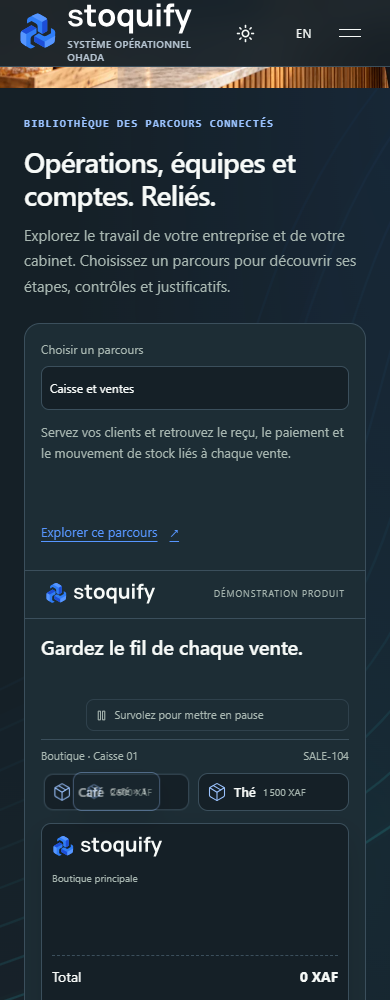 stoquify
SYSTÈME OPÉRATIONNEL
OHADA
EN
BIBLIOTHÈQUE DES PARCOURS CONNECTÉS
Opérations, équipes et
comptes. Reliés.
Explorez le travail de votre entreprise et de votre
cabinet. Choisissez un parcours pour découvrir ses
étapes, contrôles et justificatifs.
Choisir un parcours
Caisse et ventes
Servez vos clients et retrouvez le reçu, le paiement et
le mouvement de stock liés à chaque vente.
Explorer ce parcours ↗
stoquify
DÉMONSTRATION PRODUIT
Gardez le fil de chaque vente.
Survolez pour mettre en pause
Boutique · Caisse 01
SALE-104
Café
Thé 1 500 XAF
stoquify
Boutique principale
Total
0 XAF